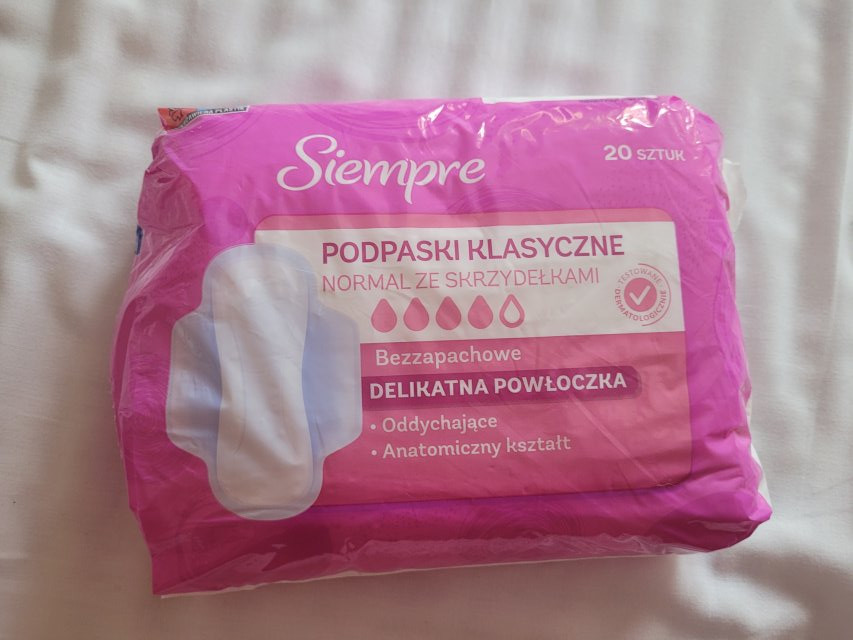 Siempre
20 SZTUK
PODPASKI KLASYCZNE
NORMAL ZE SKRZYDEŁKAMI
TESTOWANE
DERMATOLOGICZNIE
Bezzapachowe
DELIKATNA POWŁOCZKA
• Oddychające
• Anatomiczny kształt